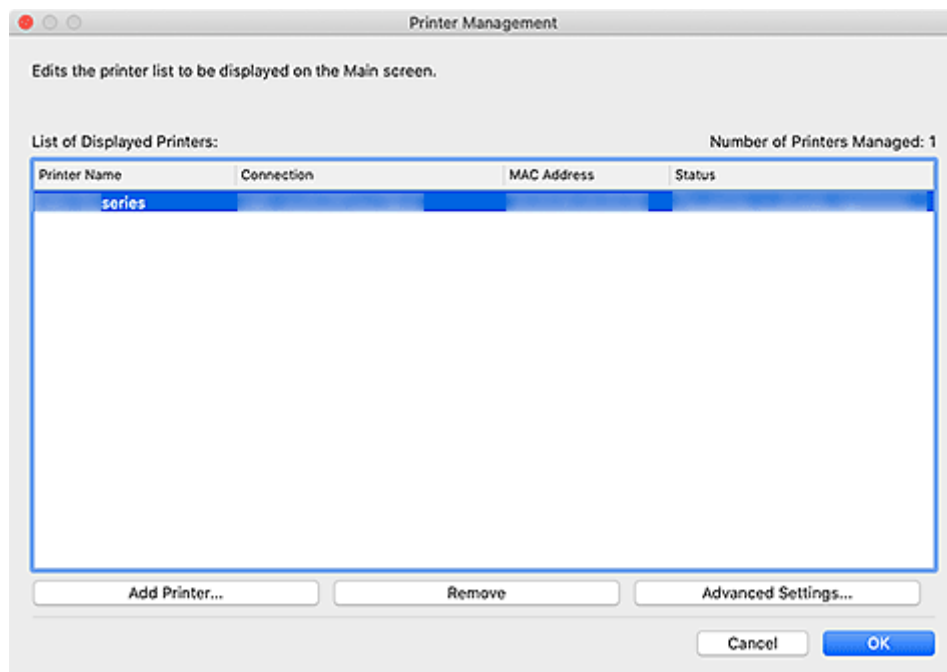 Printer Management
Edits the printer list to be displayed on the Main screen.
List of Displayed Printers: Number of Printers Managed: 1
Printer Name Connection MAC Address Status
series
Add Printer... Remove Advanced Settings...
Cancel OK